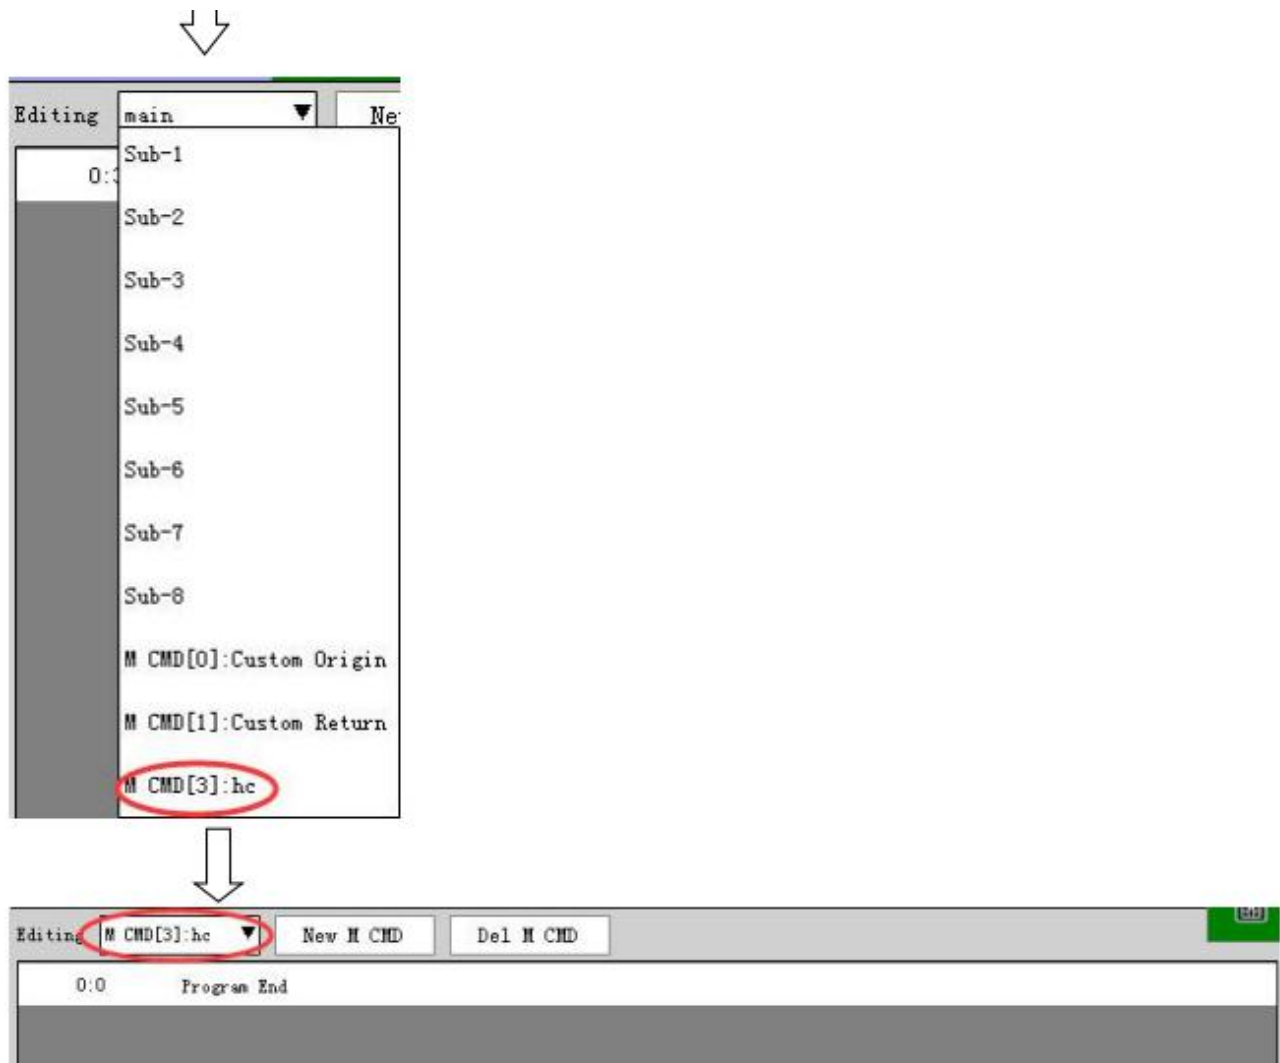 Editing main ▼ Ne
0:
Sub-1
Sub-2
Sub-3
Sub-4
Sub-5
Sub-6
Sub-7
Sub-8
M CMD[0]:Custom Origin
M CMD[1]:Custom Return
M CMD[3]:hc
Editing M CMD[3]:hc ▼ New M CMD Del M CMD
0:0 Program End